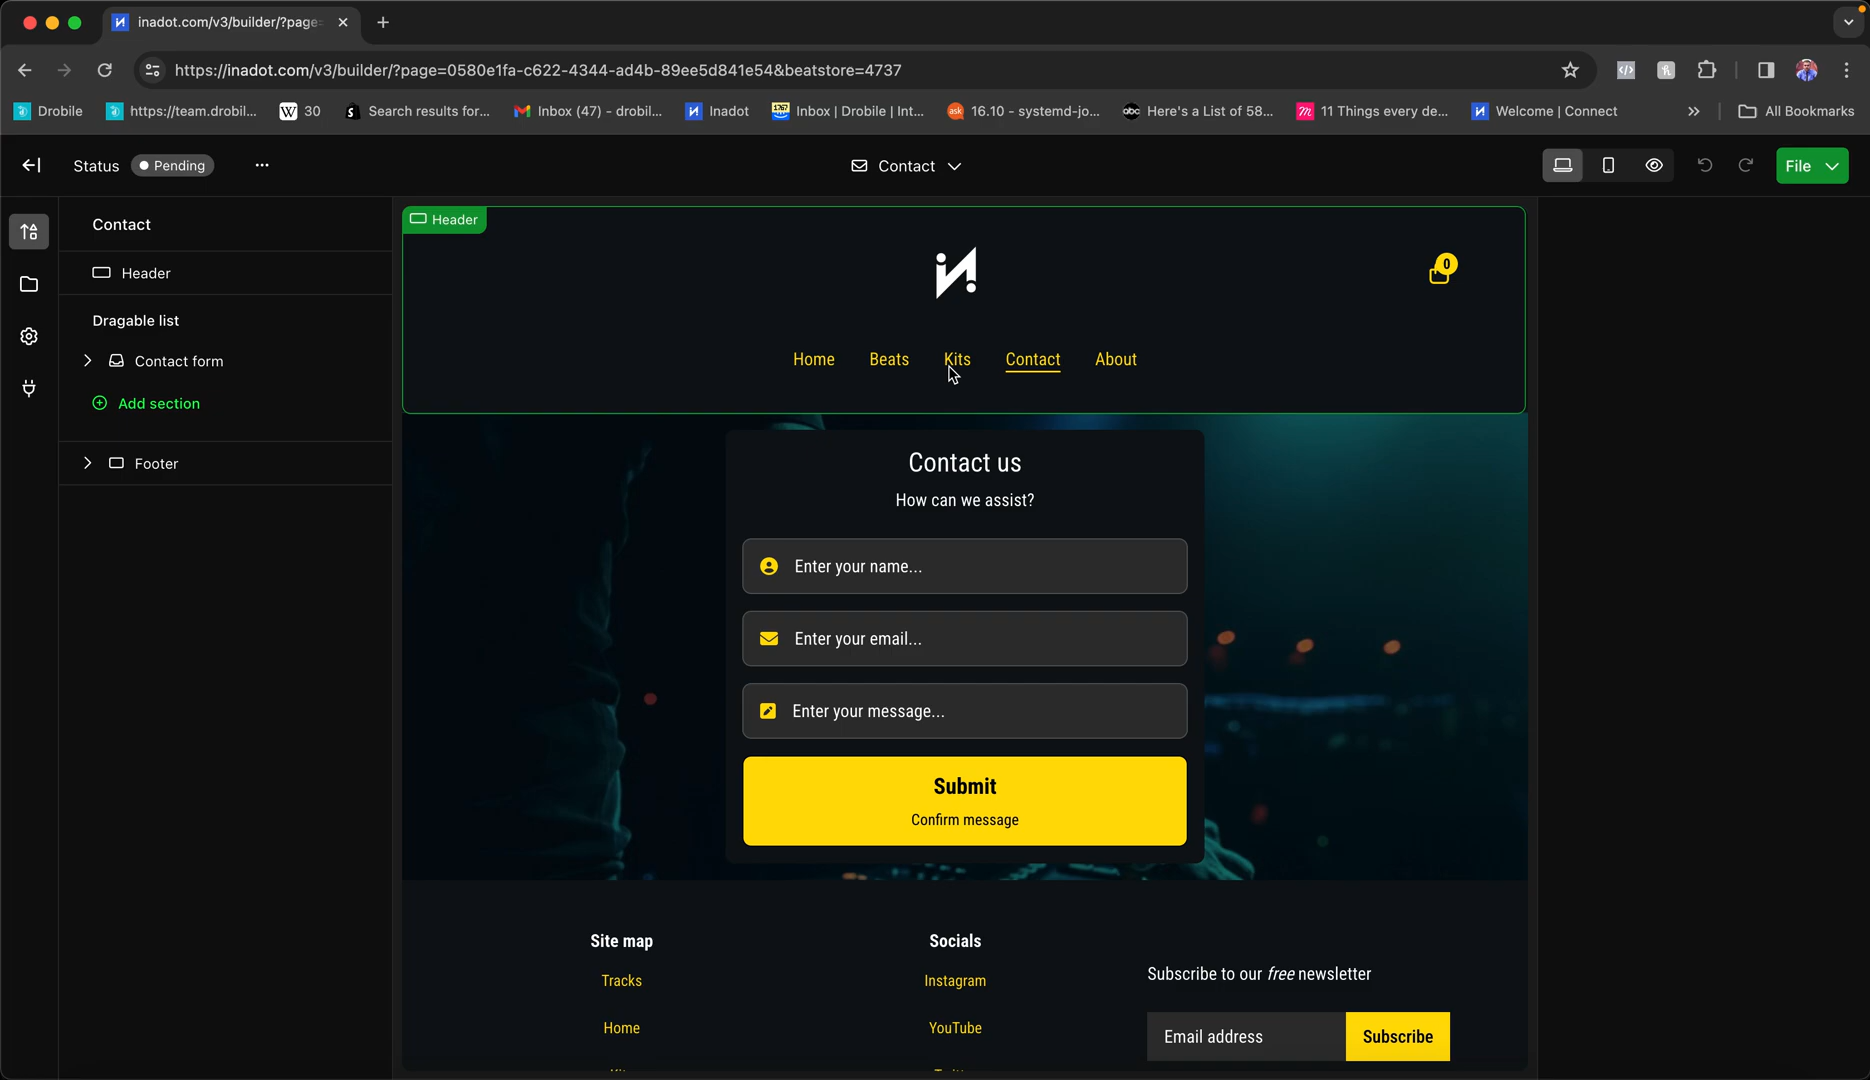 inadot.com/v3/builder/?page=
https://inadot.com/v3/builder/?page=0580e1fa-c622-4344-ad4b-89ee5d841e54&beatstore=4737
Drobile
https://team.drobil...
W 30
Search results for...
Inbox (47) - drobil...
Inadot
1767 Inbox | Drobile | Int...
ask 16.10 - systemd-jo...
abc Here's a List of 58...
m 11 Things every de...
Welcome | Connect
»
All Bookmarks
Status
Pending
Contact
File
Contact
Header
Dragable list
Contact form
Add section
Footer
Header
0
Home
Beats
Kits
Contact
About
Contact us
How can we assist?
Enter your name...
Enter your email...
Enter your message...
Submit
Confirm message
Site map
Tracks
Home
Socials
Instagram
YouTube
Subscribe to our free newsletter
Email address
Subscribe